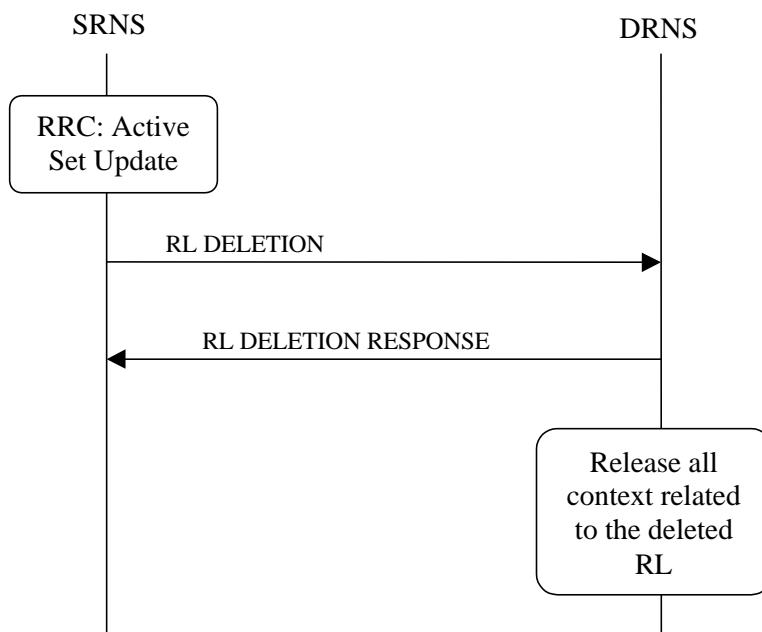 SRNS
DRNS
RRC: Active
Set Update
RL DELETION
RL DELETION RESPONSE
Release all
context related
to the deleted
RL